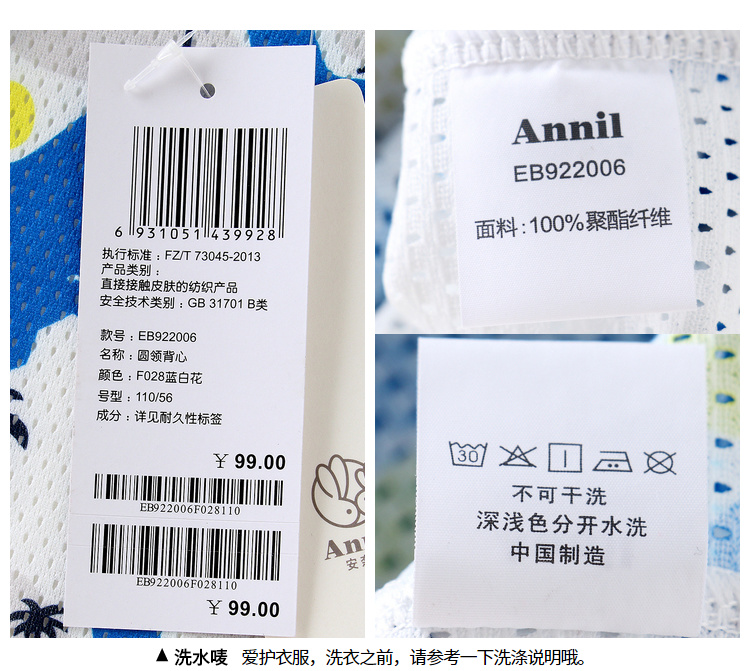 6 931051 439928
执行标准：FZ/T 73045-2013
产品类别：
直接接触皮肤的纺织产品
安全技术类别：GB 31701 B类
款号：EB922006
名称：圆领背心
颜色：F028蓝白花
号型：110/56
成分：详见耐久性标签
¥ 99.00
EB922006F028110
EB922006F028110
¥ 99.00
Annil
EB922006
面料：100%聚酯纤维
30
不可干洗
深浅色分开水洗
中国制造
▲ 洗水唛 爱护衣服，洗衣之前，请参考一下洗涤说明哦。